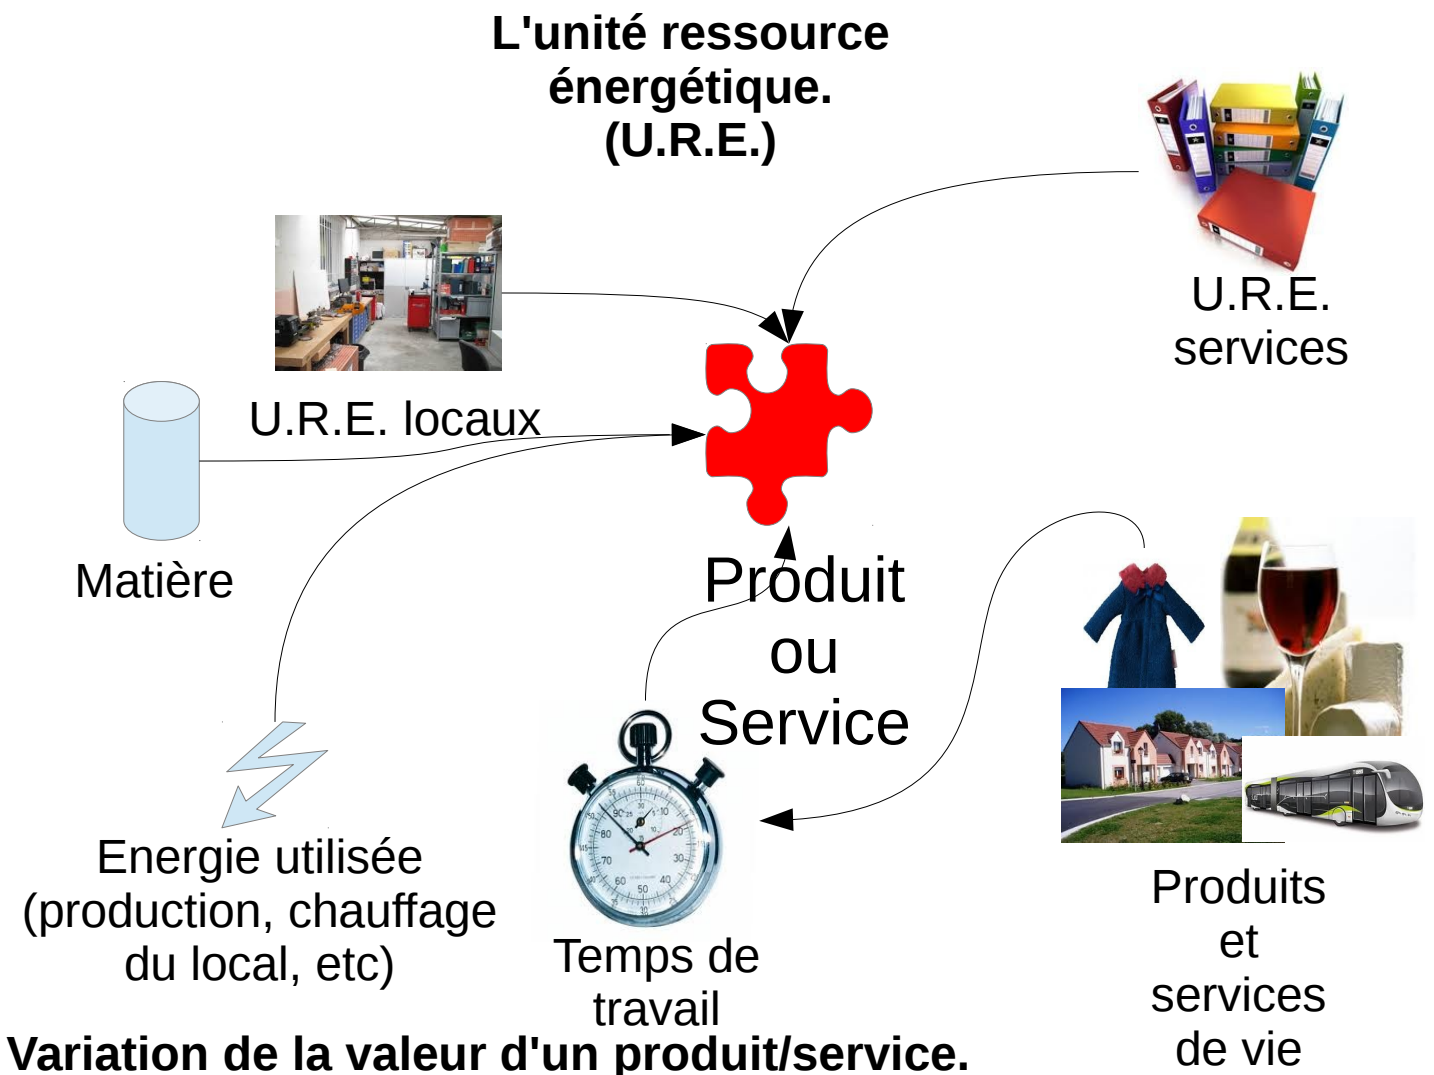 L'unité ressource
énergétique.
(U.R.E.)
U.R.E.
services
U.R.E. locaux
Matière
Produit
ou
Service
Energie utilisée
(production, chauffage
du local, etc)
Temps de
travail
Produits
et
services
de vie
Variation de la valeur d'un produit/service.